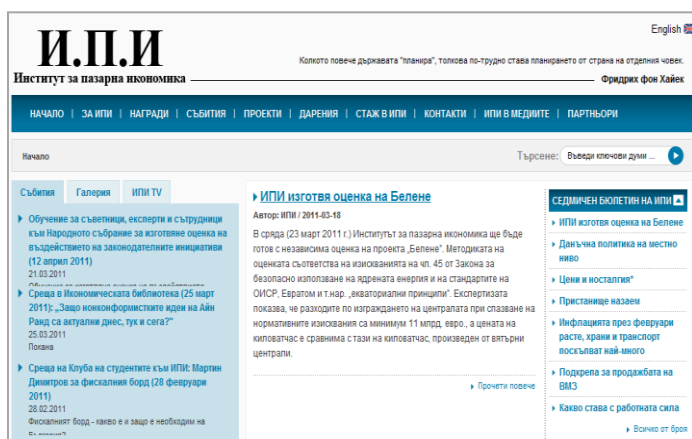 English
И.П.И
Институт за пазарна икономика
Колкото повече държавата "планира", толкова по-трудно става планирането от страна на отделния човек.
Фридрих фон Хайек
НАЧАЛО | ЗА ИПИ | НАГРАДИ | СЪБИТИЯ | ПРОЕКТИ | ДАРЕНИЯ | СТАЖ В ИПИ | КОНТАКТИ | ИПИ В МЕДИИТЕ | ПАРТНЬОРИ
Начало
Търсене: Въведи ключови думи ...
Събития Галерия ИПИ TV
Обучение за съветници, експерти и сътрудници
към Народното събрание за изготвяне оценка на
въздействието на законодателните инициативи
(12 април 2011)
21.03.2011
Среща в Икономическата библиотека (25 март
2011): „Защо нонконформистките идеи на Айн
Ранд са актуални днес, тук и сега?"
25.03.2011
Покана
Среща на Клуба на студентите към ИПИ: Мартин
Димитров за фискалния борд (28 февруари
2011)
28.02.2011
Фискалният борд - какво е и защо е необходим на
ИПИ изготвя оценка на Белене
Автор: ИПИ / 2011-03-18
В сряда (23 март 2011 г.) Институтът за пазарна икономика ще бъде
готов с независима оценка на проекта „Белене". Методиката на
оценката съответства на изискванията на чл. 45 от Закона за
безопасно използване на ядрената енергия и на стандартите на
ОИСР, Евратом и т.нар. „екваториални принципи". Експертизата
показва, че разходите по изграждането на централата при спазване на
нормативните изисквания са минимум 11 млрд. евро., а цената на
киловатчас е сравнима с тази на киловатчас, произведен от вятърни
централи.
Прочети повече
СЕДМИЧЕН БЮЛЕТИН НА ИПИ
ИПИ изготвя оценка на Белене
Данъчна политика на местно
ниво
Цени и носталгия*
Пристанище назаем
Инфлацията през февруари
расте, храни и транспорт
поскъпват най-много
Подкрепа за продажбата на
ВМЗ
Какво става с работната сила
Всичко от броя